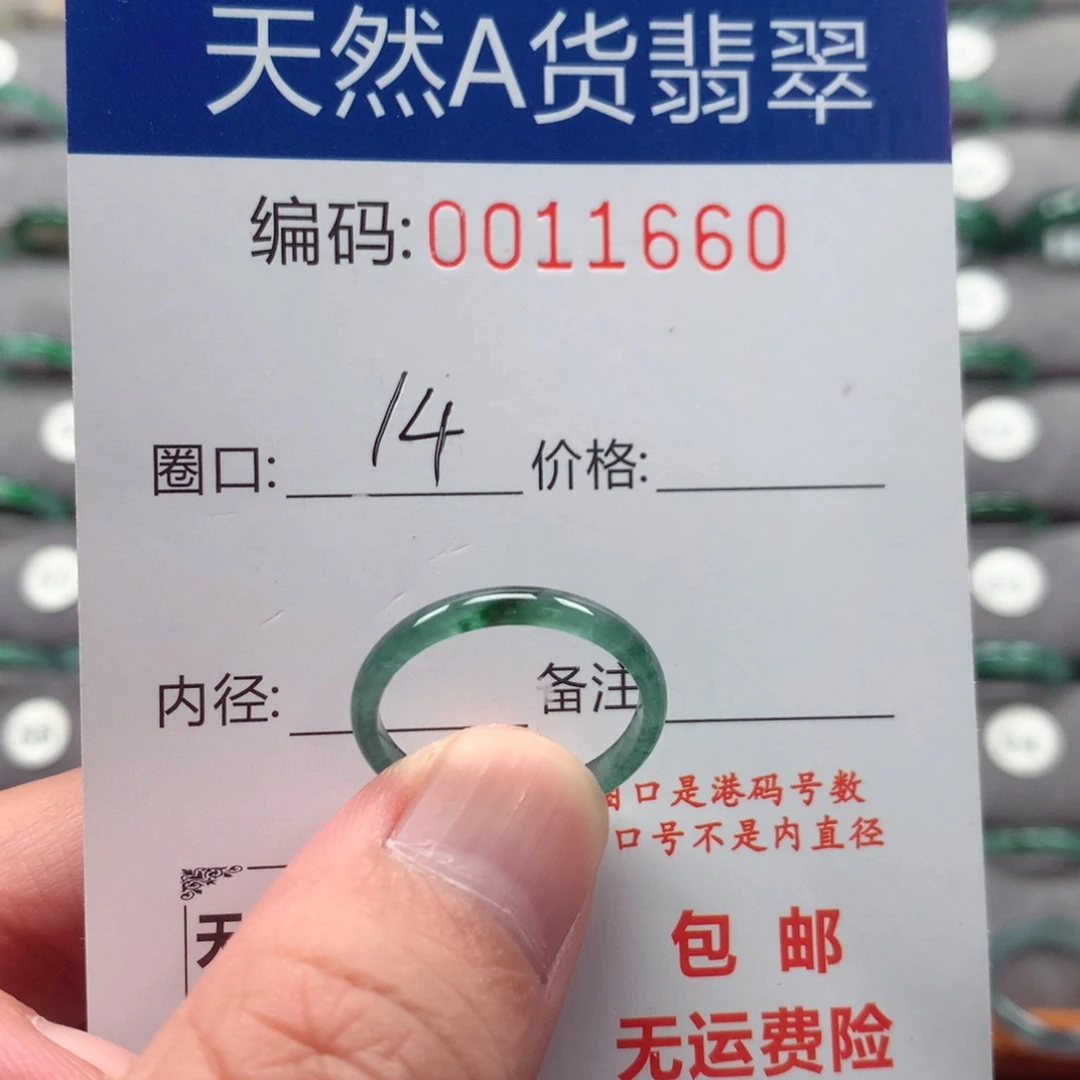 天然A货翡翠
编码:0011660
圈口: 14 价格:
内径: 备注
口是港码号数
口号不是内直径
天
包 邮
无运费险